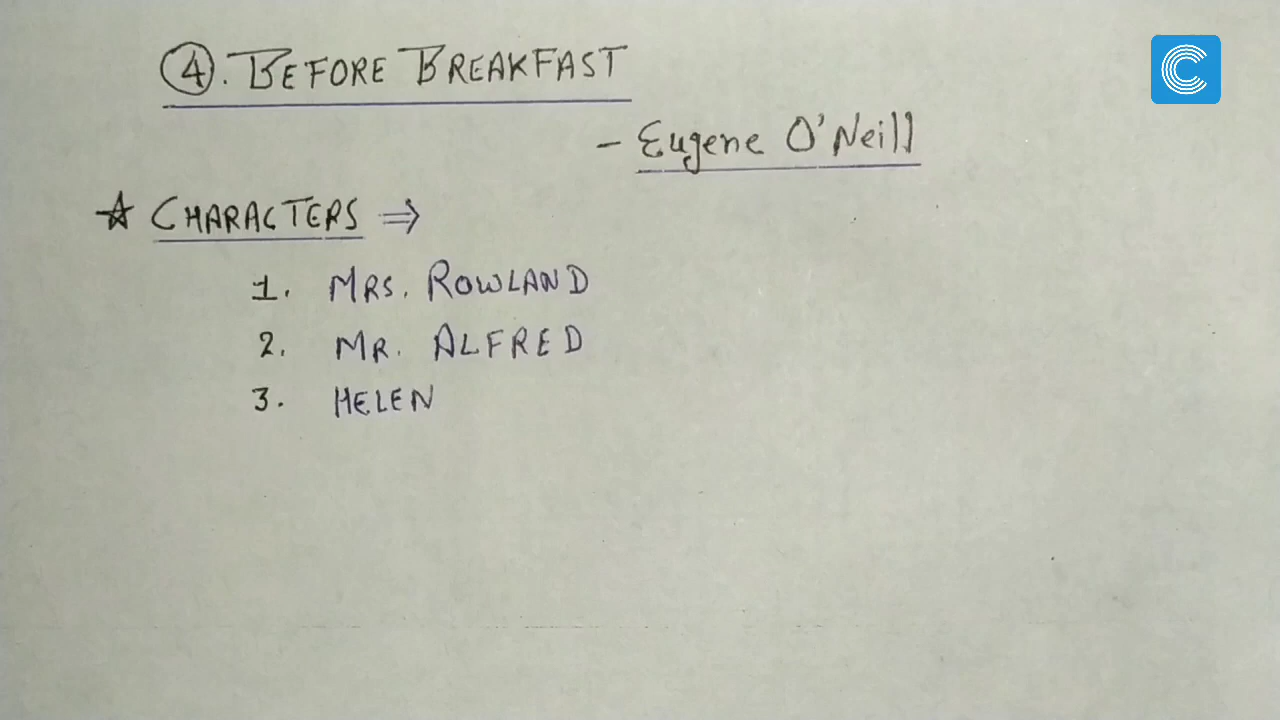 ④. BEFORE BREAKFAST
- Eugene O'Neill
☆ CHARACTERS ⇒
1. MRS. ROWLAND
2. MR. ALFRED
3. HELEN